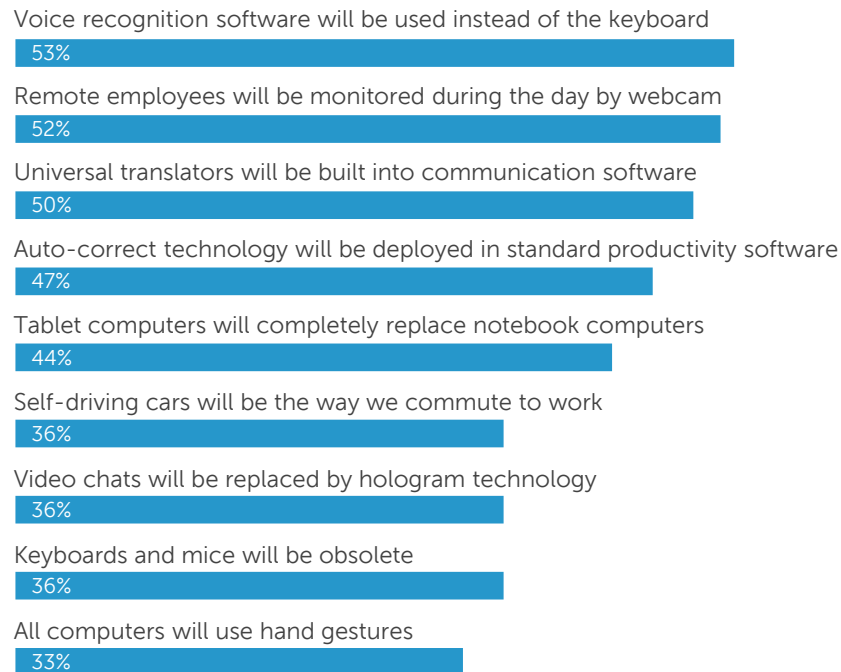 Voice recognition software will be used instead of the keyboard
53%
Remote employees will be monitored during the day by webcam
52%
Universal translators will be built into communication software
50%
Auto-correct technology will be deployed in standard productivity software
47%
Tablet computers will completely replace notebook computers
44%
Self-driving cars will be the way we commute to work
36%
Video chats will be replaced by hologram technology
36%
Keyboards and mice will be obsolete
36%
All computers will use hand gestures
33%